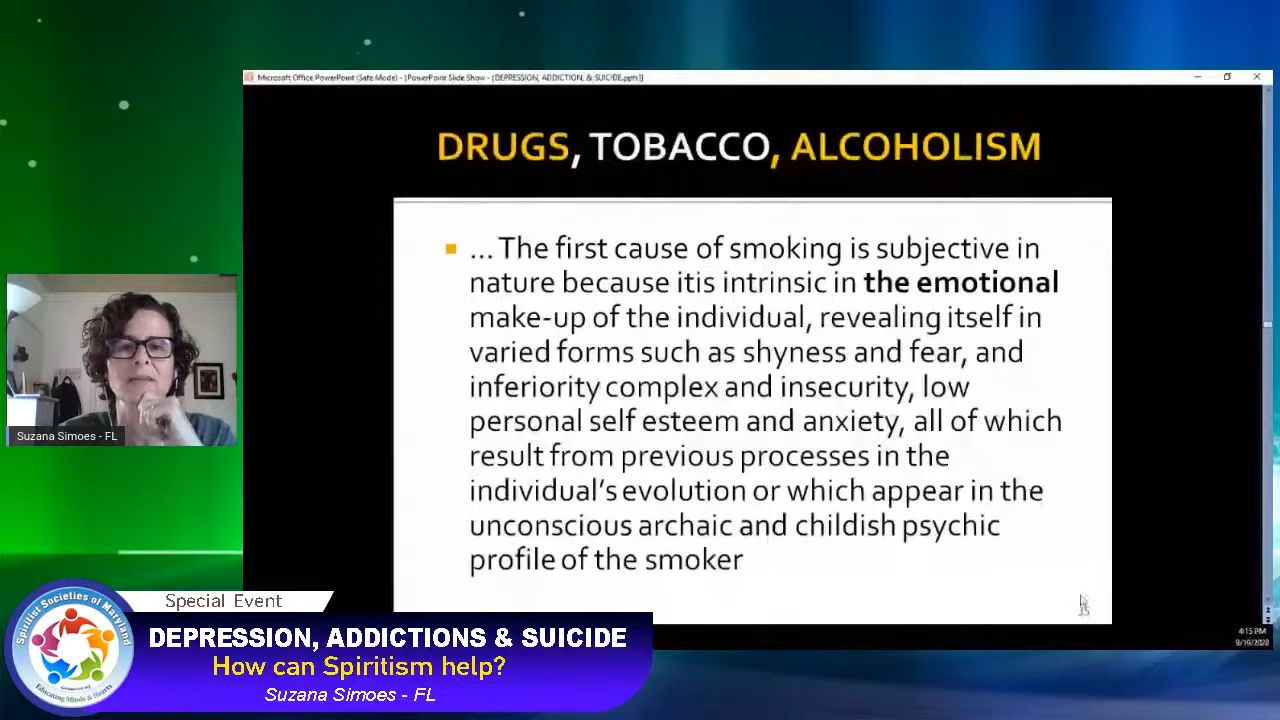 Microsoft Office PowerPoint (Safe Mode) - [PowerPoint Slide Show - [DEPRESSION, ADDICTION, & SUICIDE.pptx]]
DRUGS, TOBACCO, ALCOHOLISM
... The first cause of smoking is subjective in
nature because itis intrinsic in the emotional
make-up of the individual, revealing itself in
varied forms such as shyness and fear, and
inferiority complex and insecurity, low
personal self esteem and anxiety, all of which
result from previous processes in the
individual's evolution or which appear in the
unconscious archaic and childish psychic
profile of the smoker
15
Suzana Simoes - FL
4:15 PM
9/19/2020
Spiritist Societies of Maryland
Educating Minds & Hearts
Special Event
DEPRESSION, ADDICTIONS & SUICIDE
How can Spiritism help?
Suzana Simoes - FL